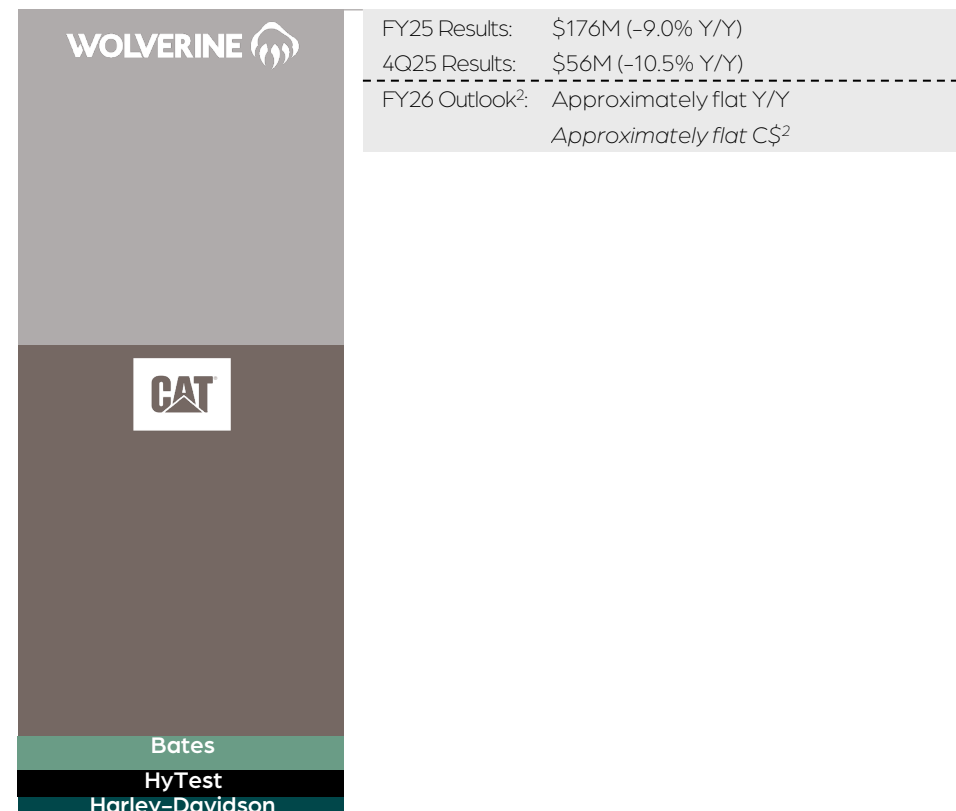 WOLVERINE
FY25 Results: $176M (-9.0% Y/Y)
4Q25 Results: $56M (-10.5% Y/Y)
FY26 Outlook²: Approximately flat Y/Y
Approximately flat C$²
CAT
Bates
HyTest
Harley-Davidson